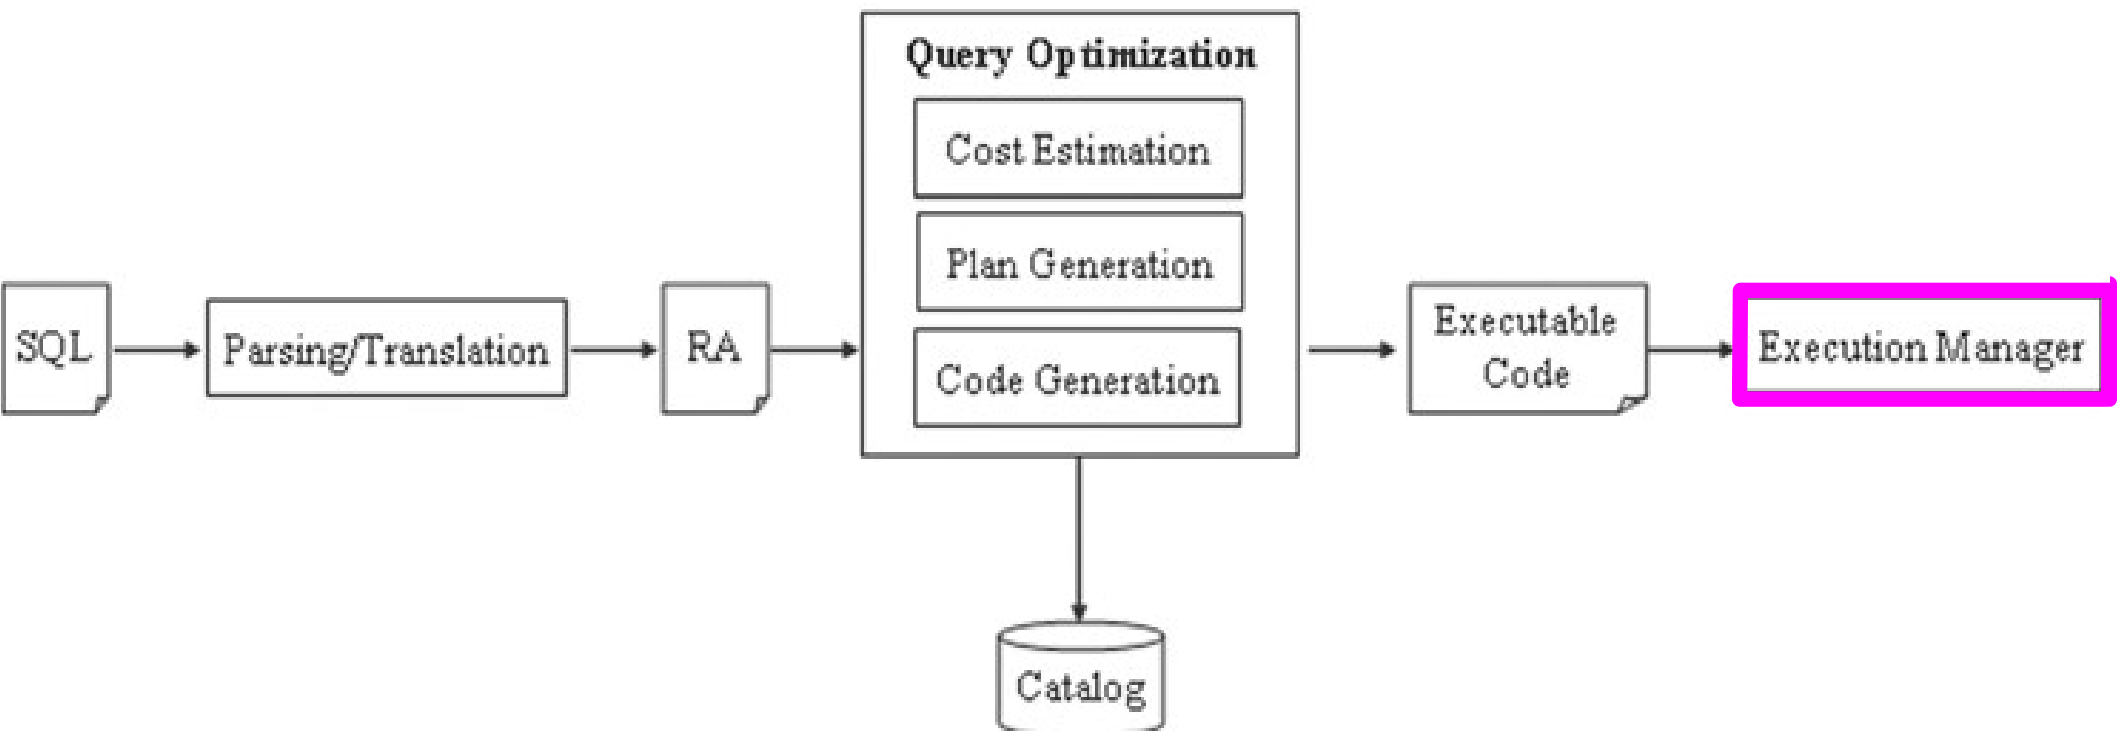 Query Optimization
Cost Estimation
Plan Generation
Code Generation
SQL
Parsing/Translation
RA
Executable
Code
Execution Manager
Catalog